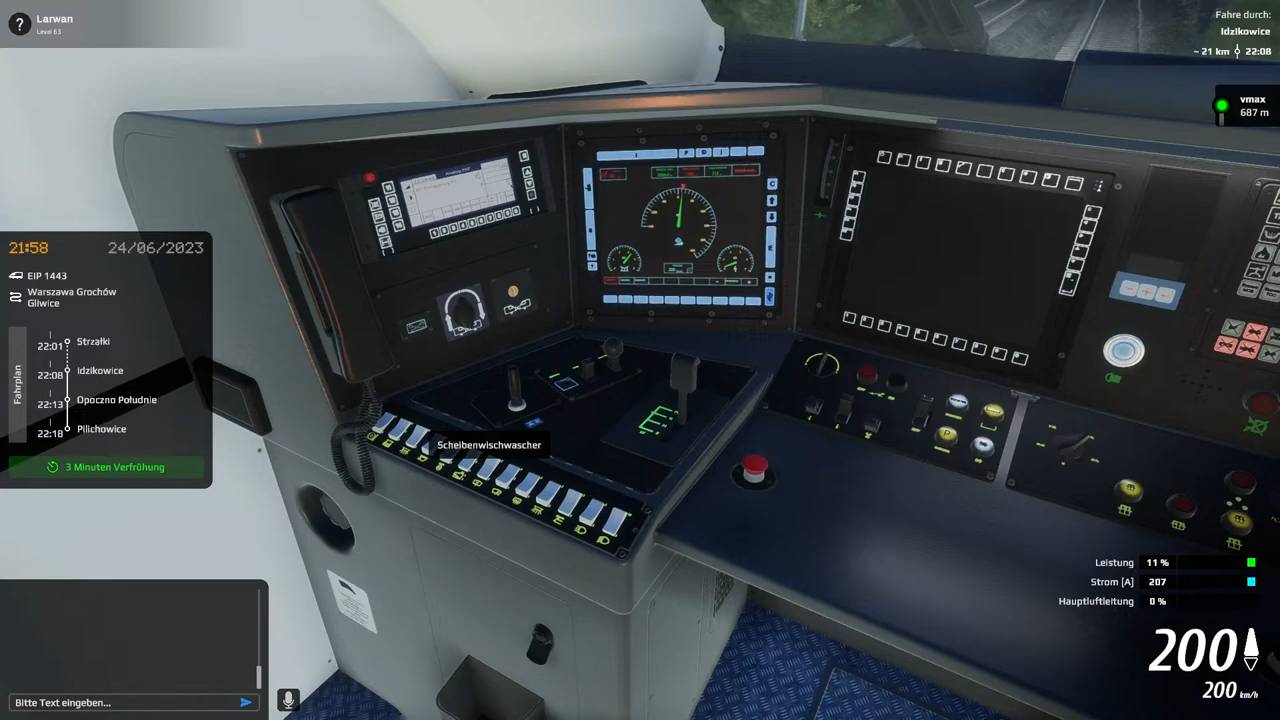 Larwan
Level 63
Fahre durch:
Idzikowice
~ 21 km 22:08
vmax
687 m
21:58 24/06/2023
EIP 1443
Warszawa Grochów
Gliwice
Fahrplan
22:01 Strzałki
22:08 Idzikowice
22:13 Opoczno Południe
22:18 Pilichowice
3 Minuten Verfrühung
Scheibenwischwascher
P
Leistung 11 %
Strom [A] 207
Hauptluftleitung 0 %
200
200 km/h
Bitte Text eingeben...